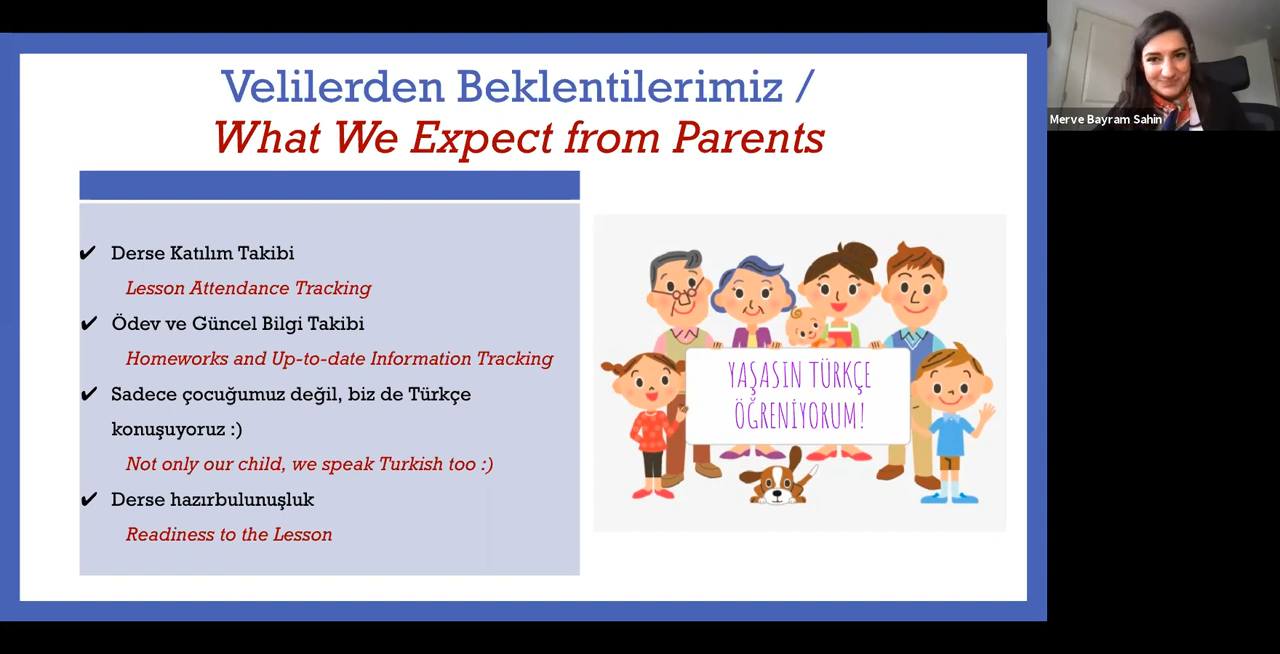 Velilerden Beklentilerimiz /
What We Expect from Parents
✔ Derse Katılım Takibi
Lesson Attendance Tracking
✔ Ödev ve Güncel Bilgi Takibi
Homeworks and Up-to-date Information Tracking
✔ Sadece çocuğumuz değil, biz de Türkçe
konuşuyoruz :)
Not only our child, we speak Turkish too :)
✔ Derse hazırbulunuşluk
Readiness to the Lesson
YAŞASIN TÜRKÇE
ÖĞRENİYORUM!
Merve Bayram Sahin